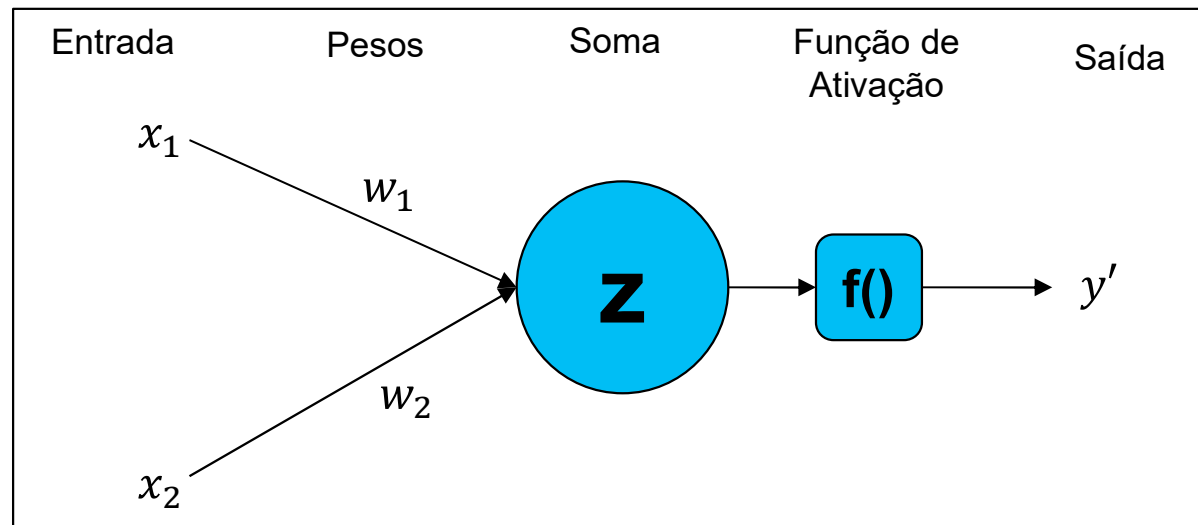 Entrada
Pesos
Soma
Função de
Ativação
Saída
x₁
w₁
z
f()
y′
w₂
x₂